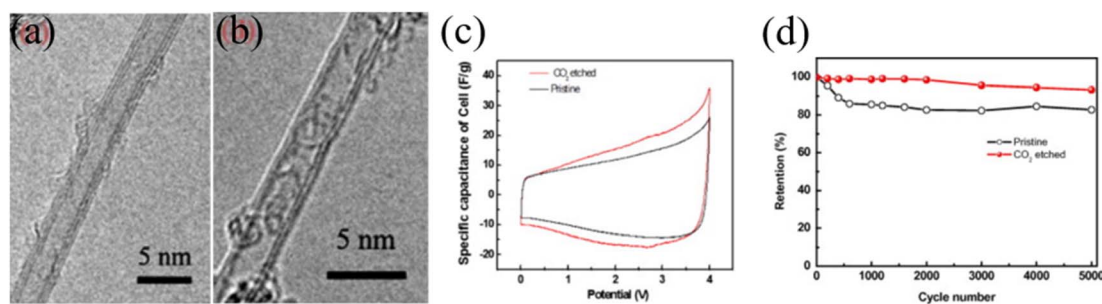 (a)
5 nm
(b)
5 nm
(c)
Specific capacitance of Cell (F/g)
40
30
20
10
0
-10
-20
CO2 etched
Pristine
0
1
2
3
4
Potential (V)
(d)
Retention (%)
100
80
60
40
20
0
Pristine
CO2 etched
0
1000
2000
3000
4000
5000
Cycle number